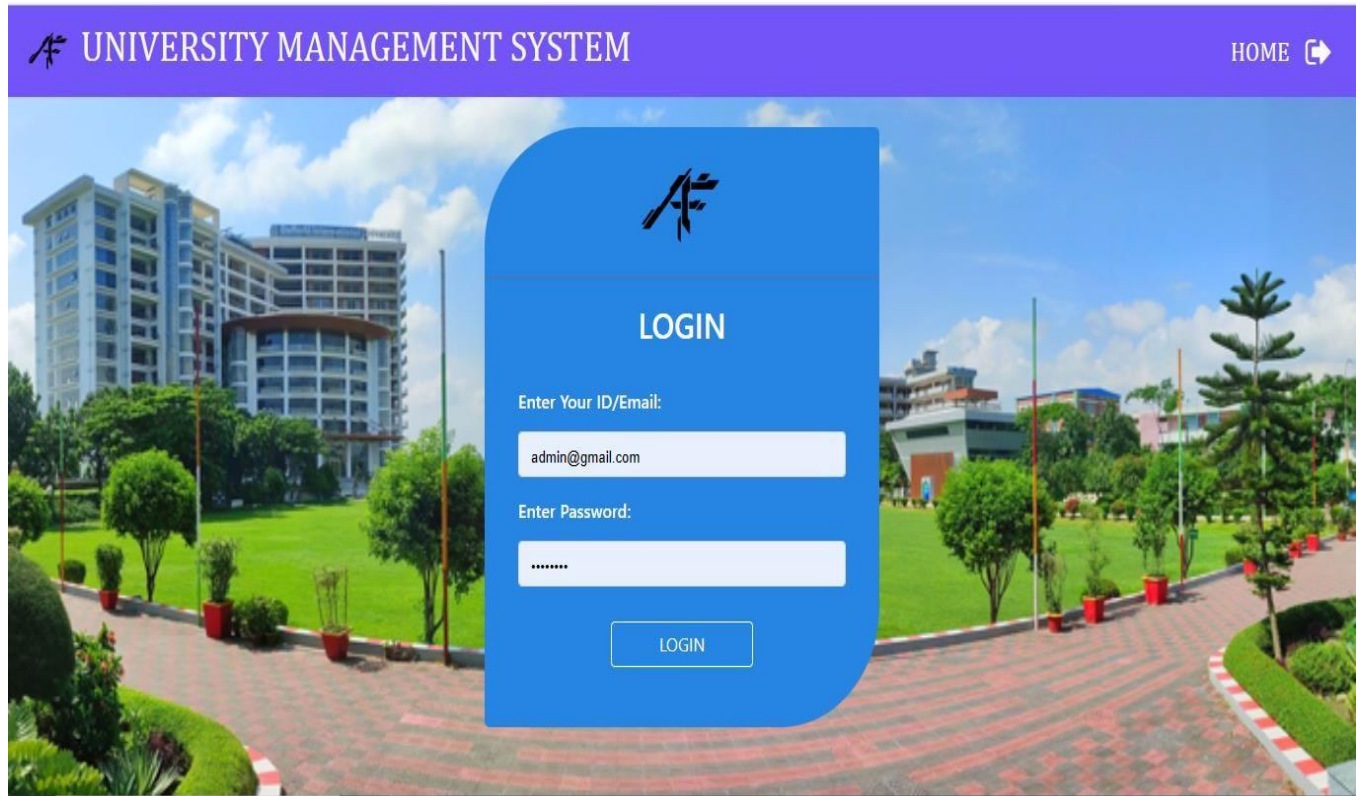 UNIVERSITY MANAGEMENT SYSTEM
HOME
LOGIN
Enter Your ID/Email:
admin@gmail.com
Enter Password:
••••••••
LOGIN